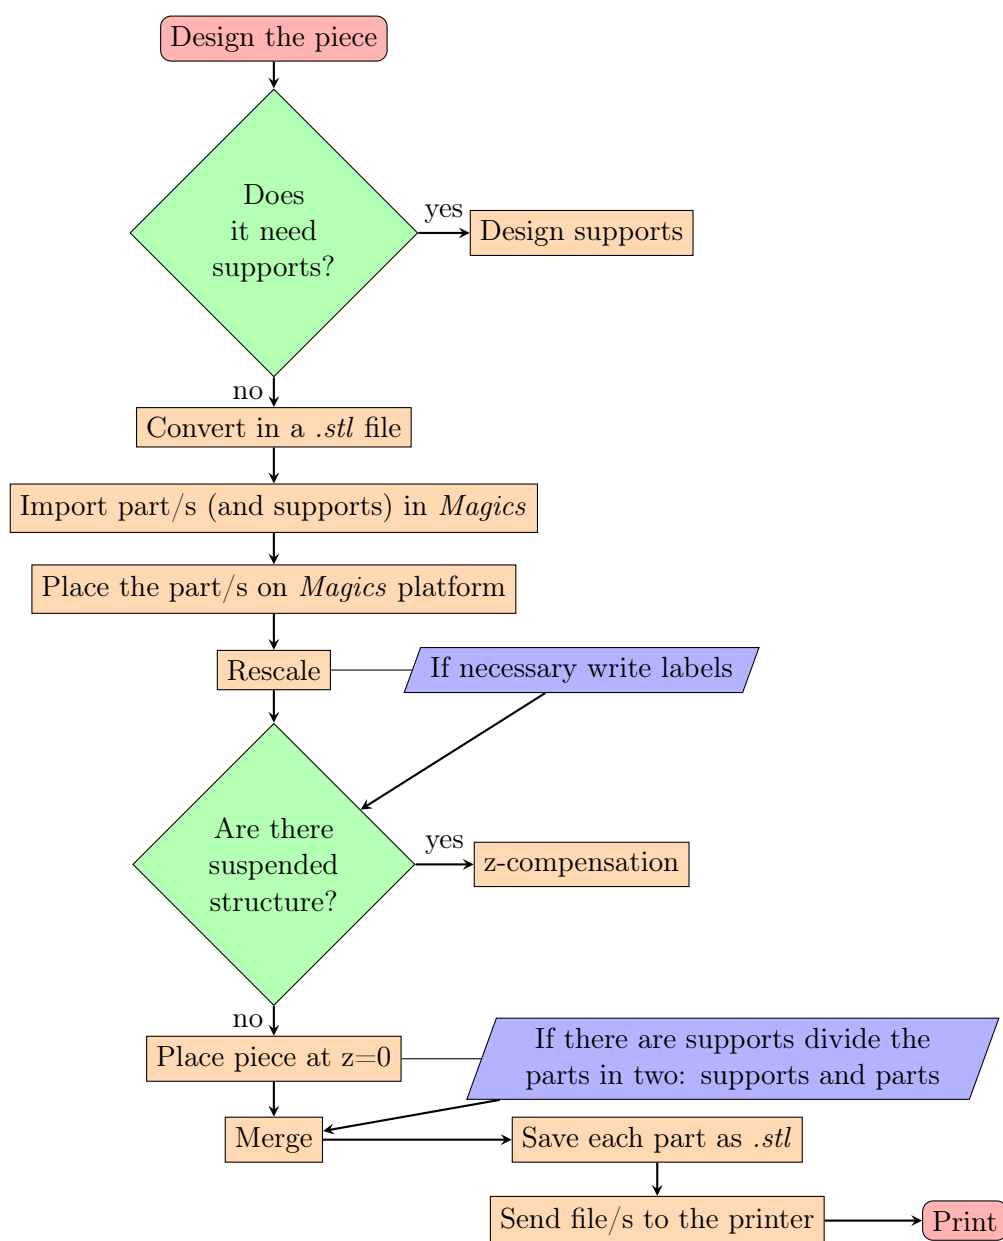 Design the piece
Does
it need
supports?
yes
Design supports
no
Convert in a .stl file
Import part/s (and supports) in Magics
Place the part/s on Magics platform
Rescale
If necessary write labels
Are there
suspended
structure?
yes
z-compensation
no
Place piece at z=0
If there are supports divide the
parts in two: supports and parts
Merge
Save each part as .stl
Send file/s to the printer
Print